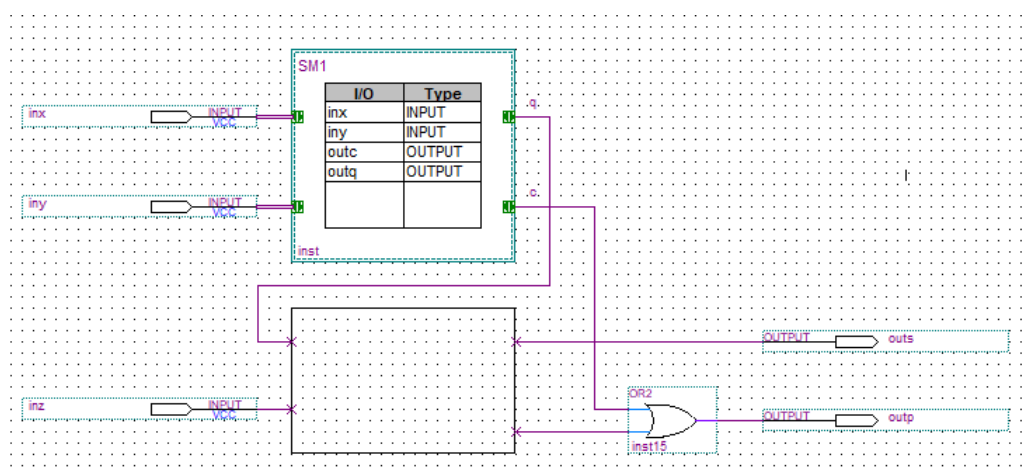 SM1
I/O Type
inx INPUT
iny INPUT
outc OUTPUT
outq OUTPUT
inst
inx INPUT VCC
iny INPUT VCC
q
c
inz INPUT VCC
OUTPUT outs
OR2
inst15
OUTPUT outp